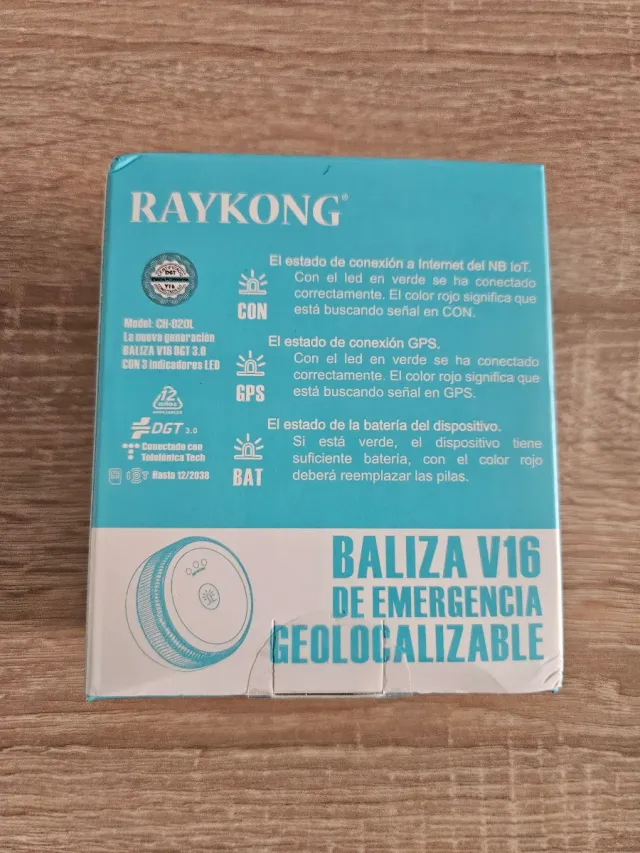 RAYKONG®
DGT
V16
Model: CH-020L
La nueva generación
BALIZA V16 DGT 3.0
CON 3 indicadores LED
12
AÑOS
DGT 3.0
Conectado con
Telefónica Tech
Hasta 12/2038
El estado de conexión a Internet del NB IoT.
Con el led en verde se ha conectado
correctamente. El color rojo significa que
está buscando señal en CON.
CON
El estado de conexión GPS.
Con el led en verde se ha conectado
correctamente. El color rojo significa que
está buscando señal en GPS.
GPS
El estado de la batería del dispositivo.
Si está verde, el dispositivo tiene
suficiente batería, con el color rojo
deberá reemplazar las pilas.
BAT
BALIZA V16
DE EMERGENCIA
GEOLOCALIZABLE